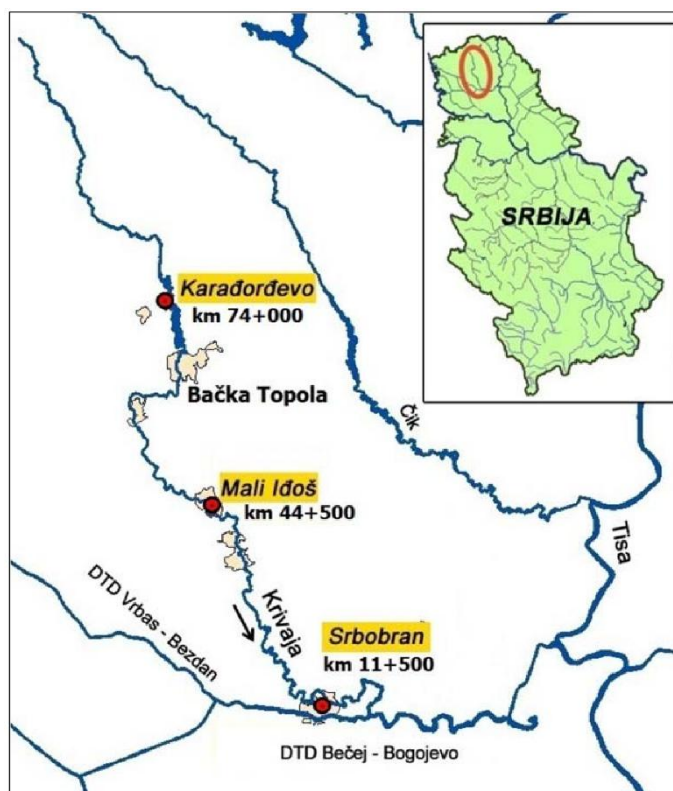 SRBIJA
Karađorđevo
km 74+000
Bačka Topola
Čik
Mali Iđoš
km 44+500
Tisa
DTD Vrbas - Bezdan
Krivaja
Srbobran
km 11+500
DTD Bečej - Bogojevo